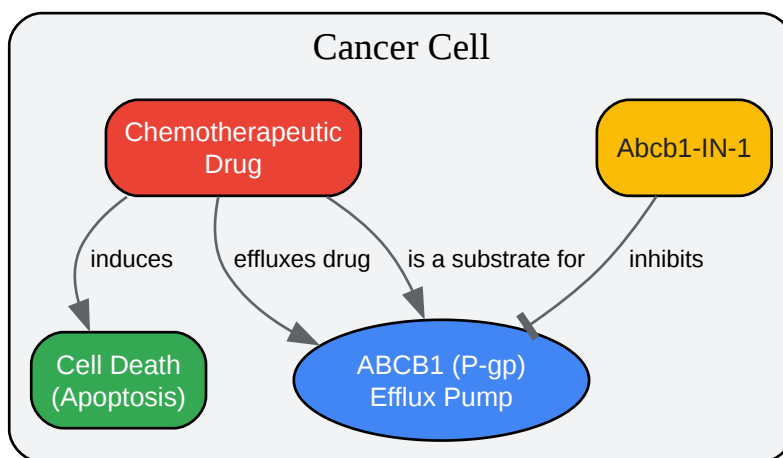 Cancer Cell
Chemotherapeutic
Drug
Abcb1-IN-1
induces
effluxes drug
is a substrate for
inhibits
Cell Death
(Apoptosis)
ABCB1 (P-gp)
Efflux Pump